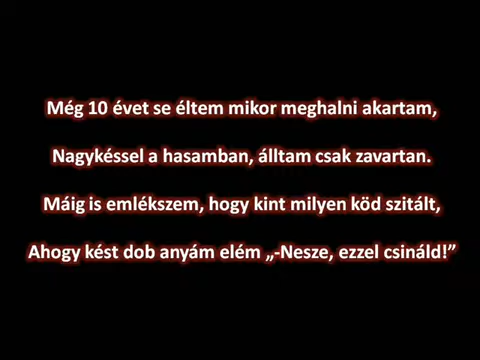 Még 10 évet se éltem mikor meghalni akartam,
Nagykéssel a hasamban, álltam csak zavartan.
Máig is emlékszem, hogy kint milyen köd szitált,
Ahogy kést dob anyám elém „-Nesze, ezzel csináld!”